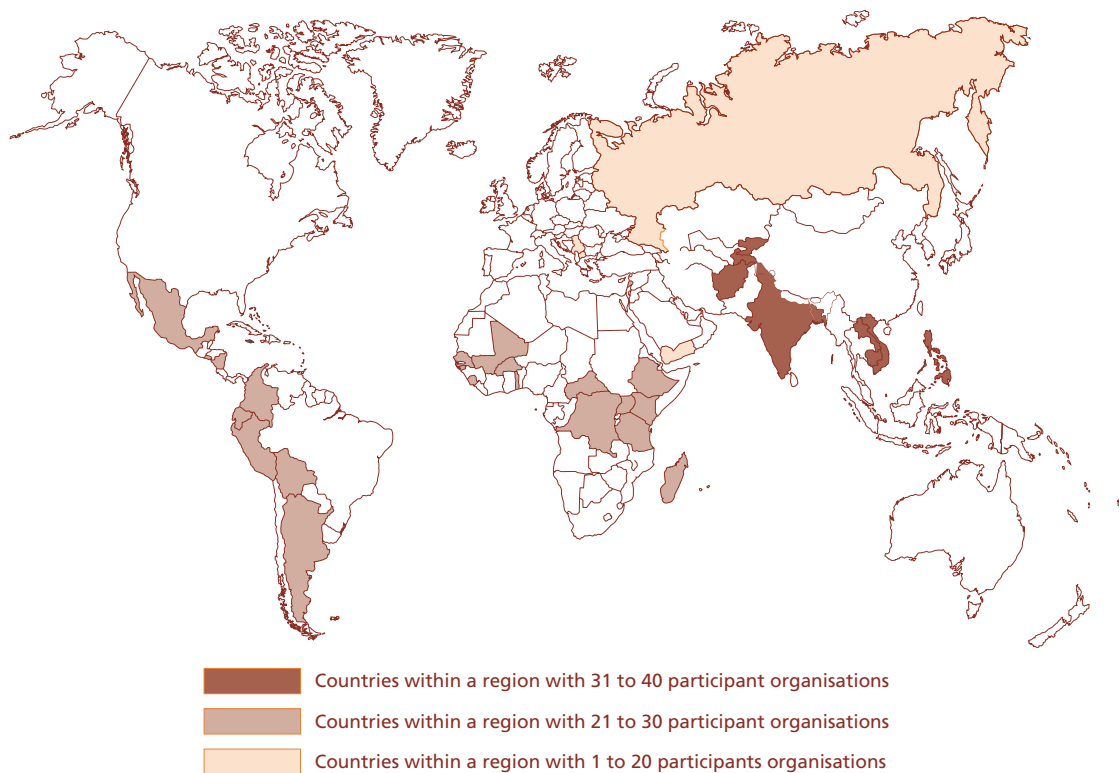 Countries within a region with 31 to 40 participant organisations
Countries within a region with 21 to 30 participant organisations
Countries within a region with 1 to 20 participants organisations